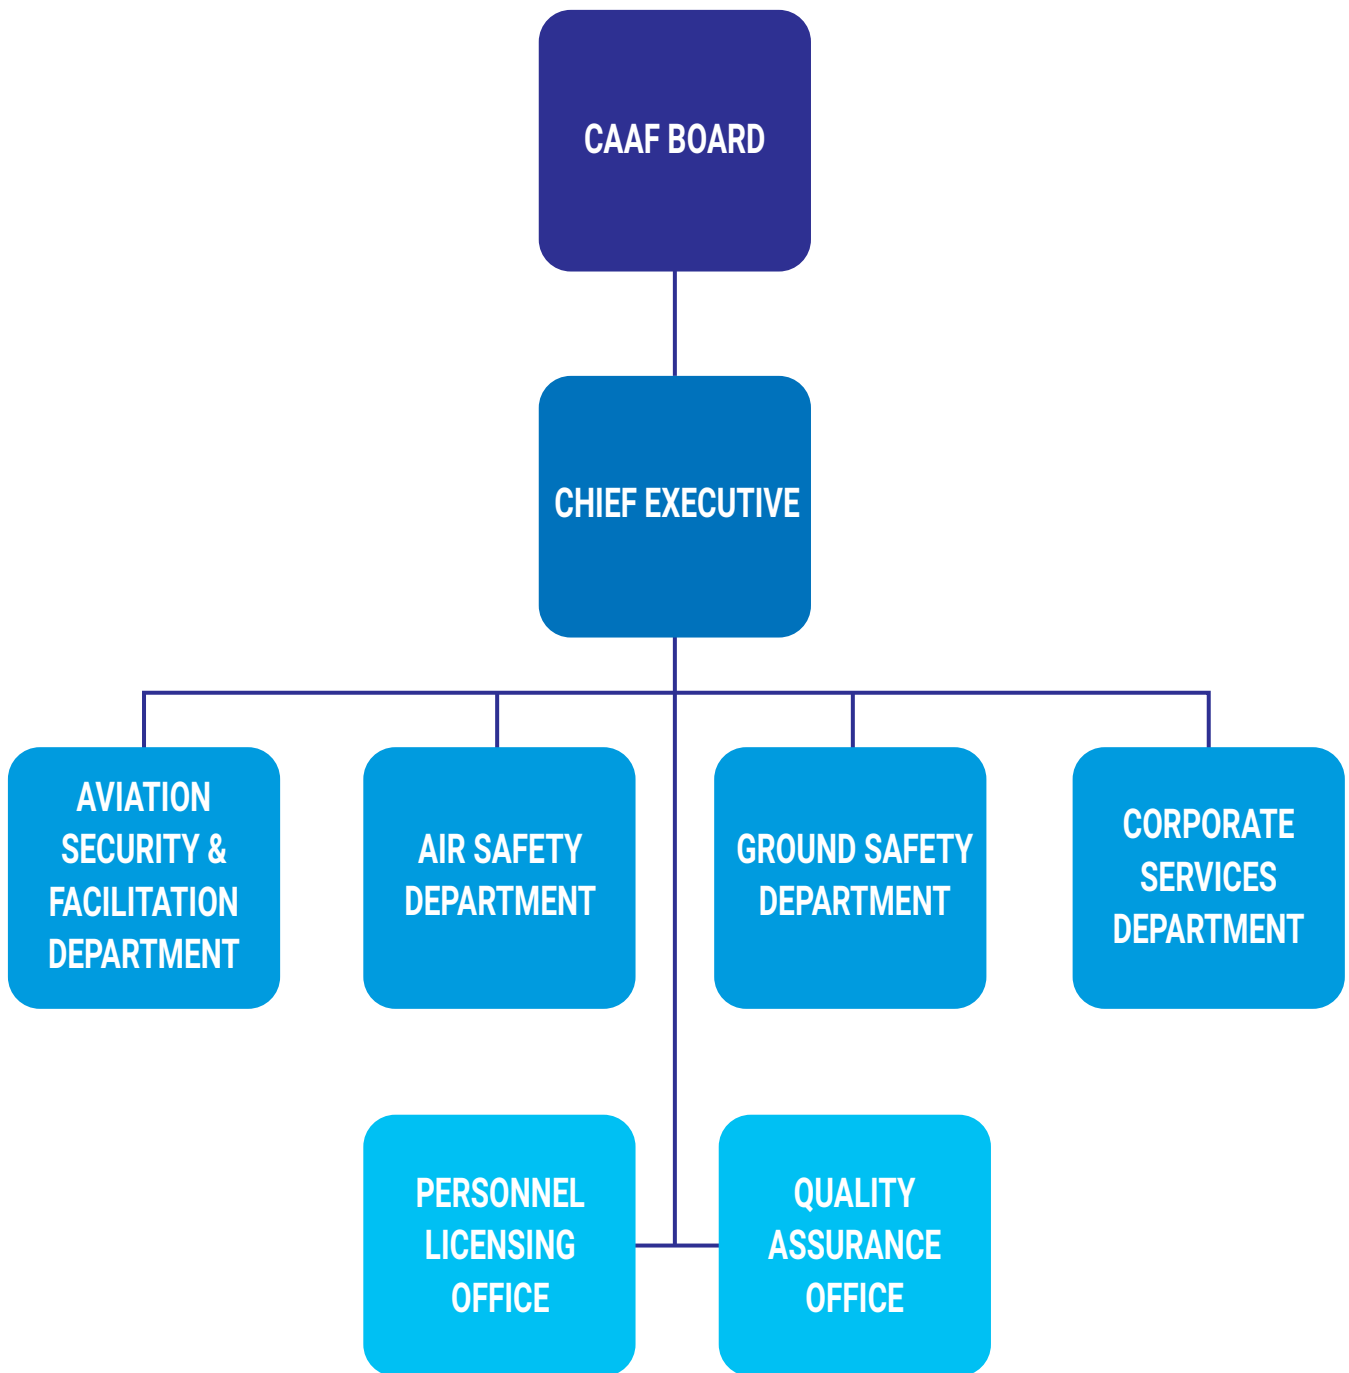 CAAF BOARD
CHIEF EXECUTIVE
AVIATION
SECURITY &
FACILITATION
DEPARTMENT
AIR SAFETY
DEPARTMENT
GROUND SAFETY
DEPARTMENT
CORPORATE
SERVICES
DEPARTMENT
PERSONNEL
LICENSING
OFFICE
QUALITY
ASSURANCE
OFFICE